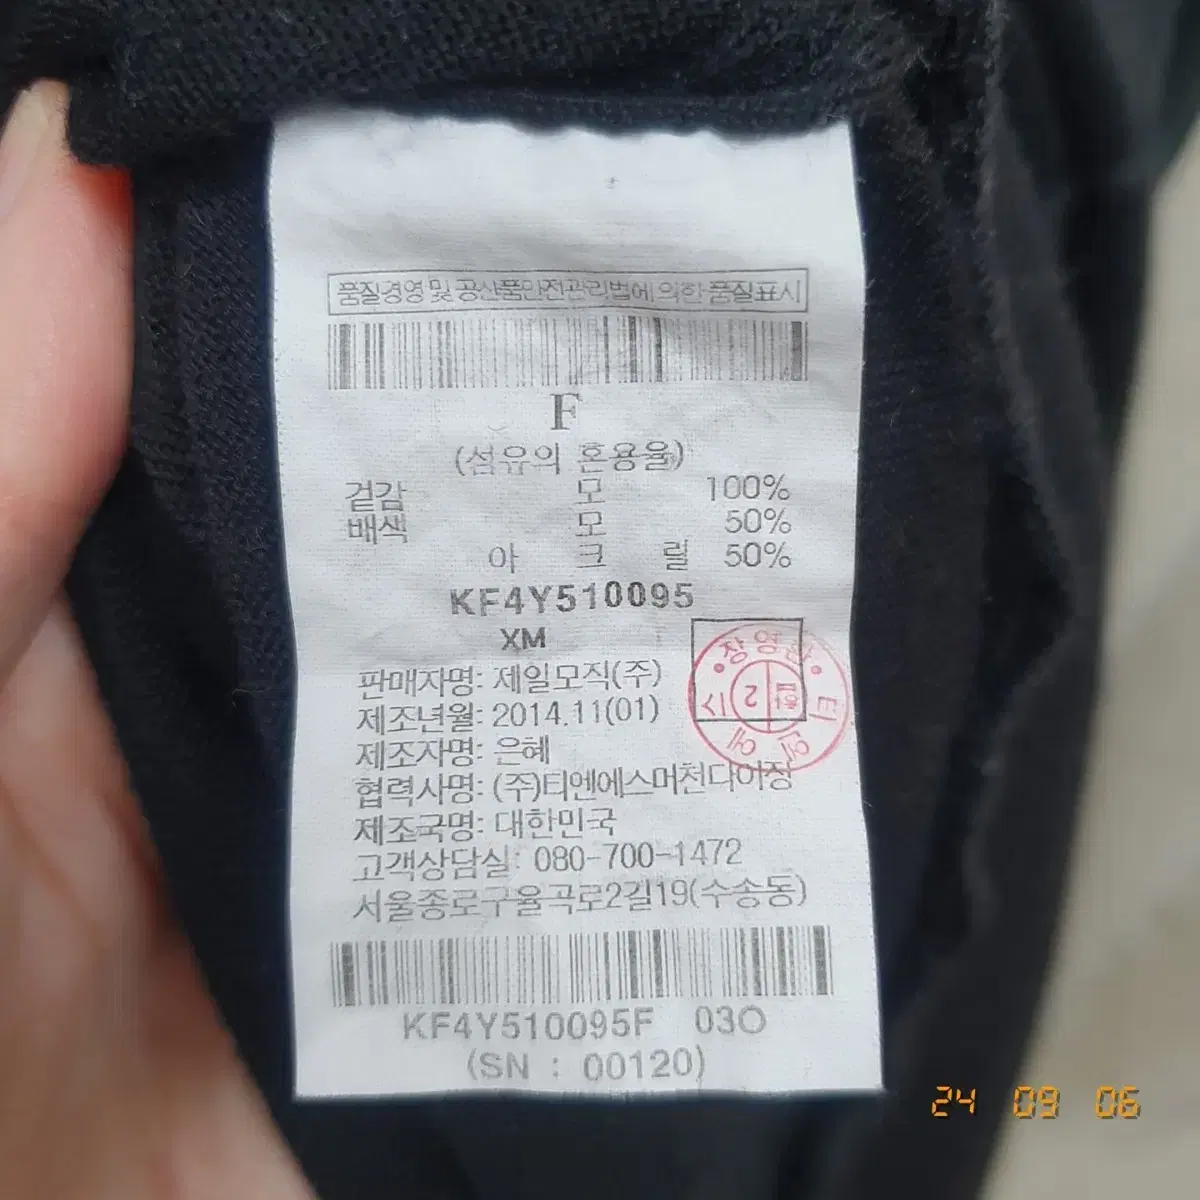 품질경영 및 공산품안전관리법에 의한 품질표시
F
(섬유의 혼용율)
겉감 모 100%
배색 모 50%
아 크 릴 50%
KF4Y510095
XM
판매자명: 제일모직(주)
제조년월: 2014.11(01)
제조자명: 은혜
협력사명: (주)티엔에스머천다이징
제조국명: 대한민국
고객상담실: 080-700-1472
서울종로구율곡로2길19(수송동)
KF4Y510095F 03O
(SN : 00120)
24 09 06